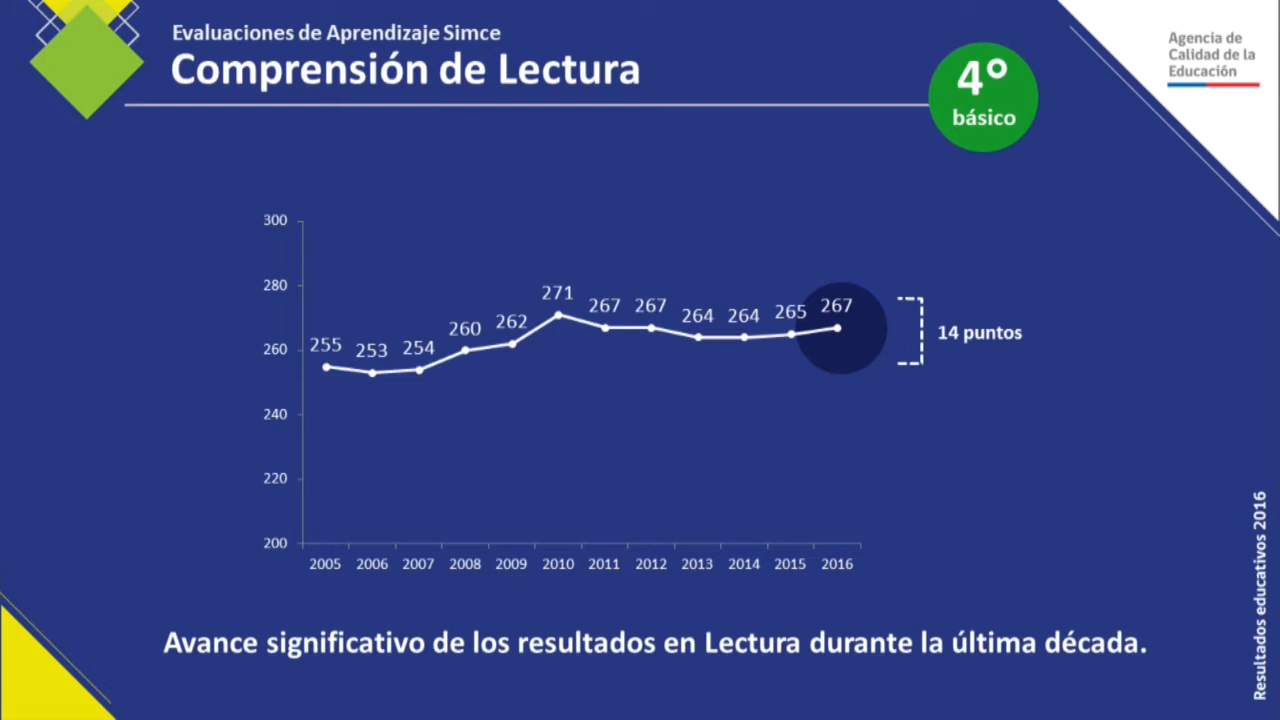 Evaluaciones de Aprendizaje Simce
Comprensión de Lectura
4°
básico
Agencia de
Calidad de la
Educación
300
280
260
240
220
200
255
253
254
260
262
271
267
267
264
264
265
267
14 puntos
2005 2006 2007 2008 2009 2010 2011 2012 2013 2014 2015 2016
Avance significativo de los resultados en Lectura durante la última década.
Resultados educativos 2016